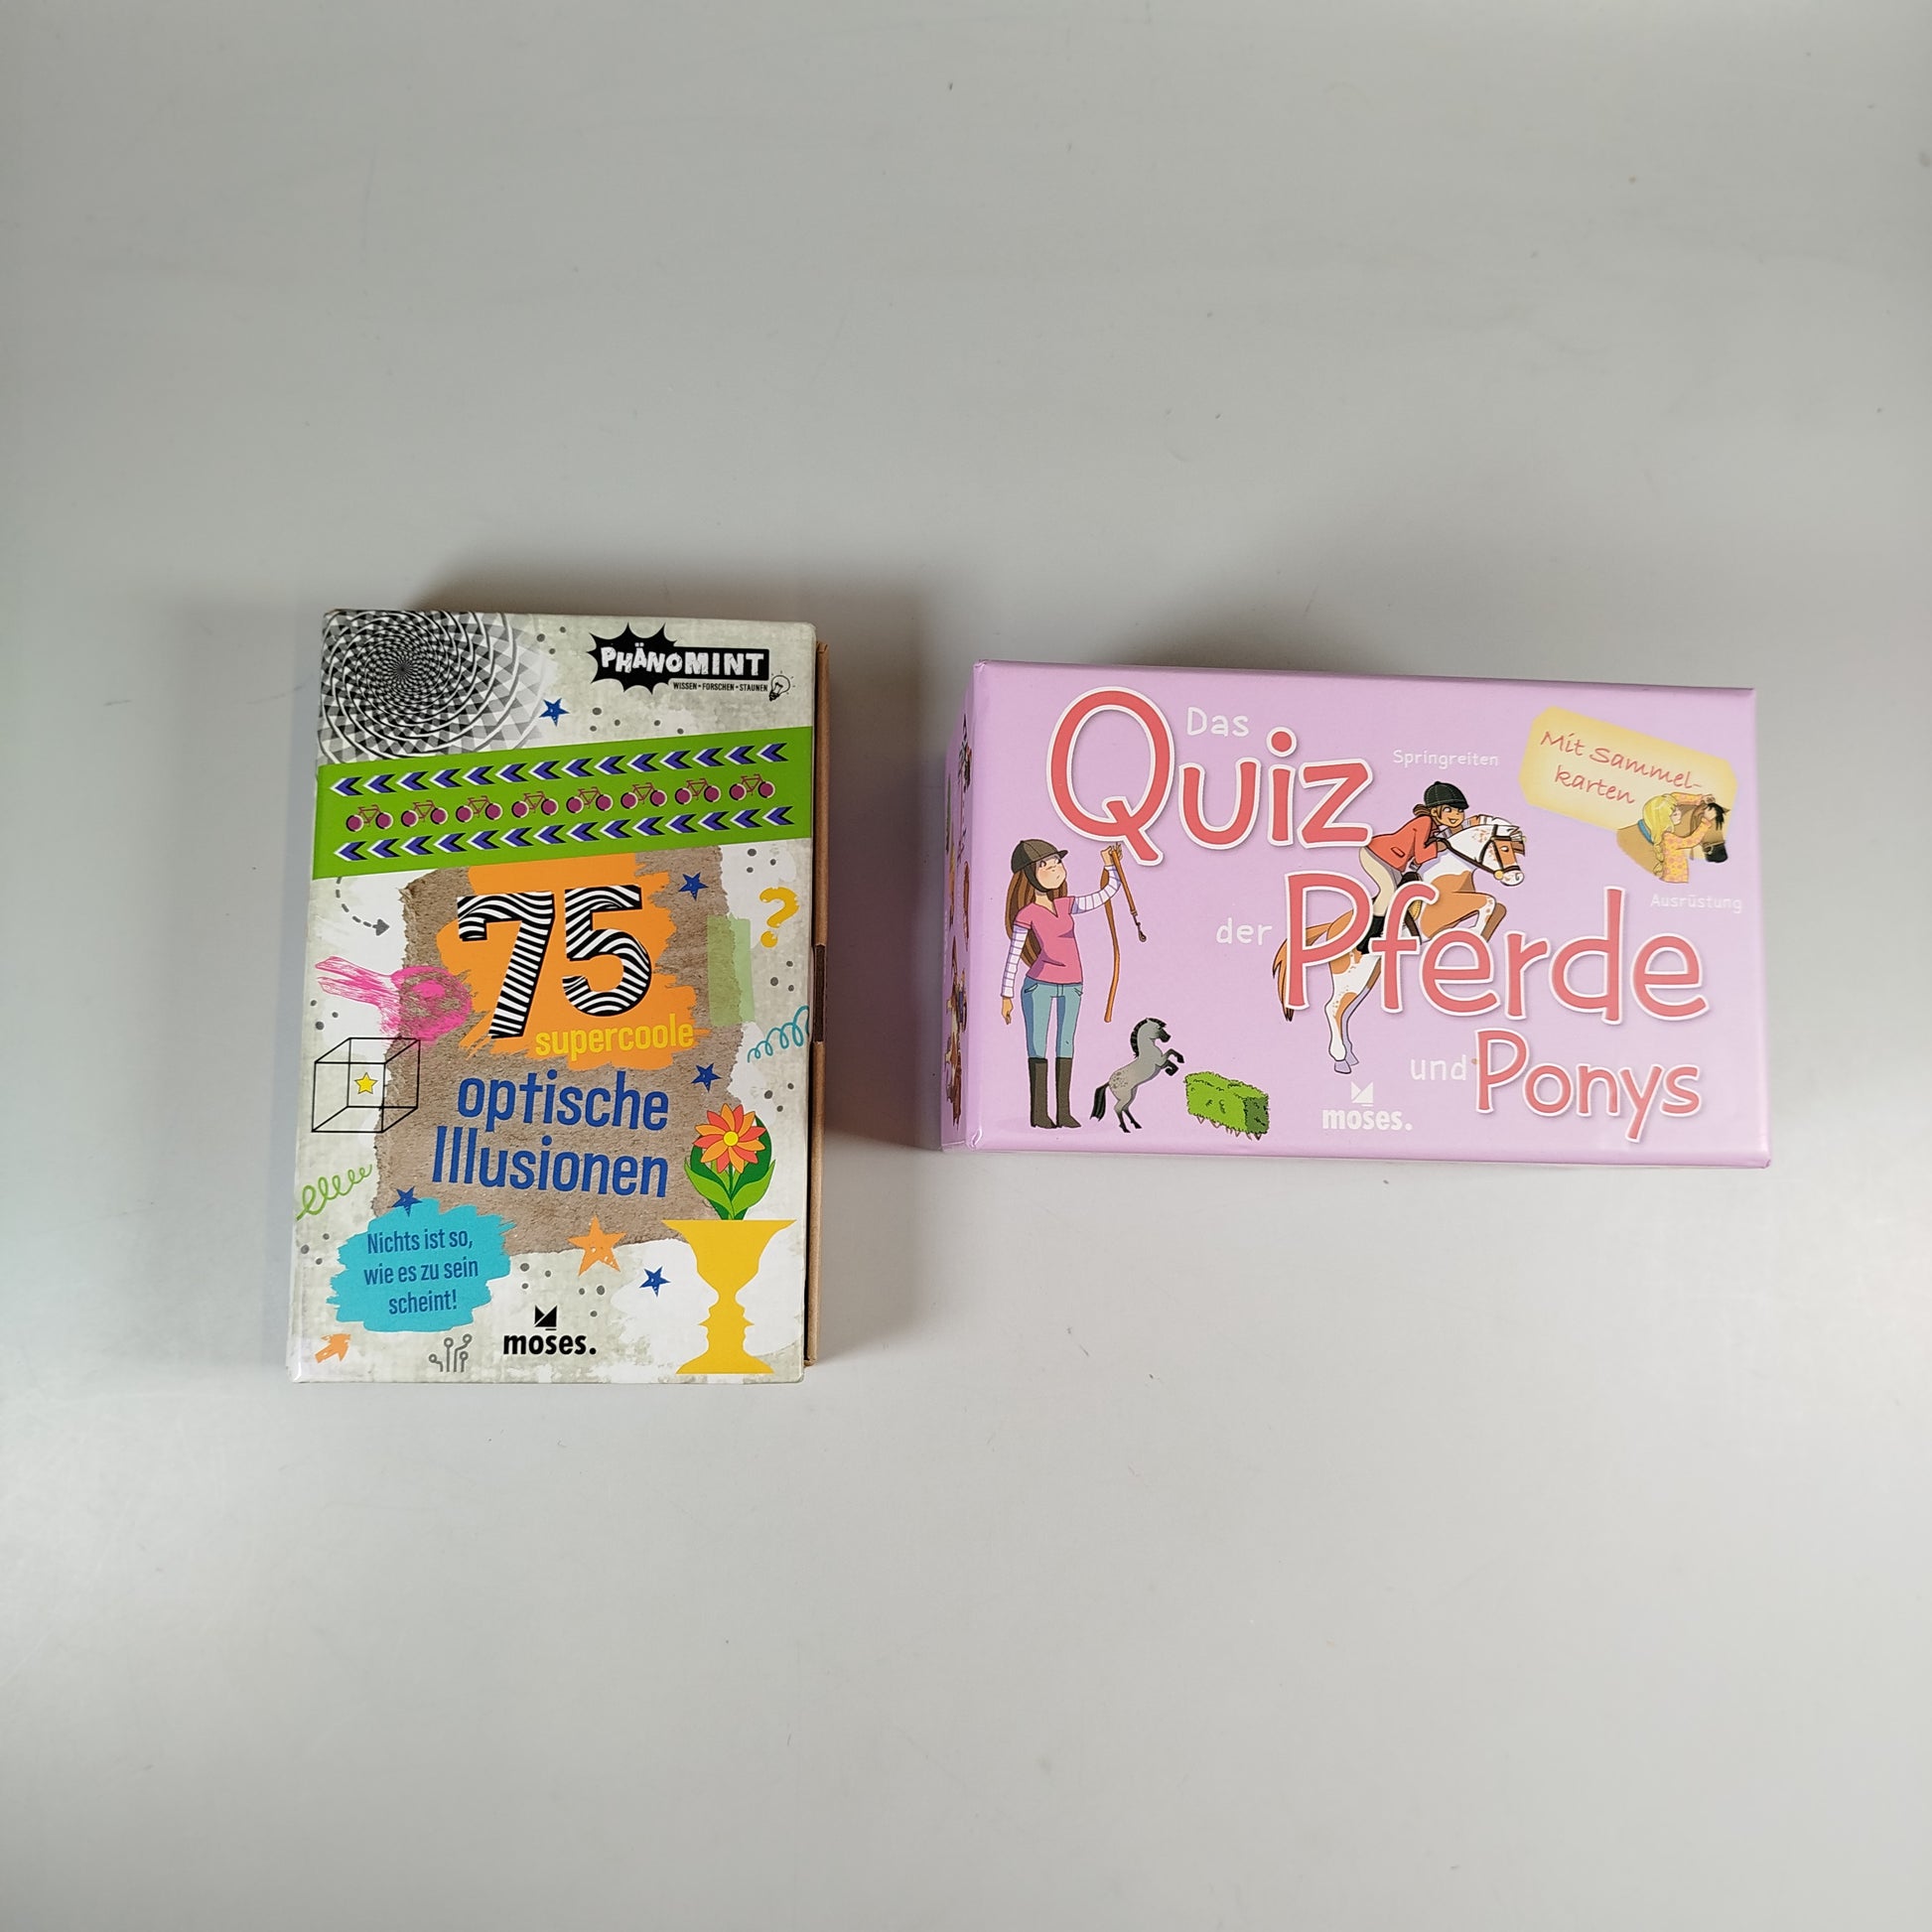 PHÄNOMINT
WISSEN • FORSCHEN • STAUNEN
75
supercoole
optische
Illusionen
Nichts ist so,
wie es zu sein
scheint!
moses.
Das
Quiz
Springreiten
Mit Sammel-
karten
Ausrüstung
der Pferde
und Ponys
moses.